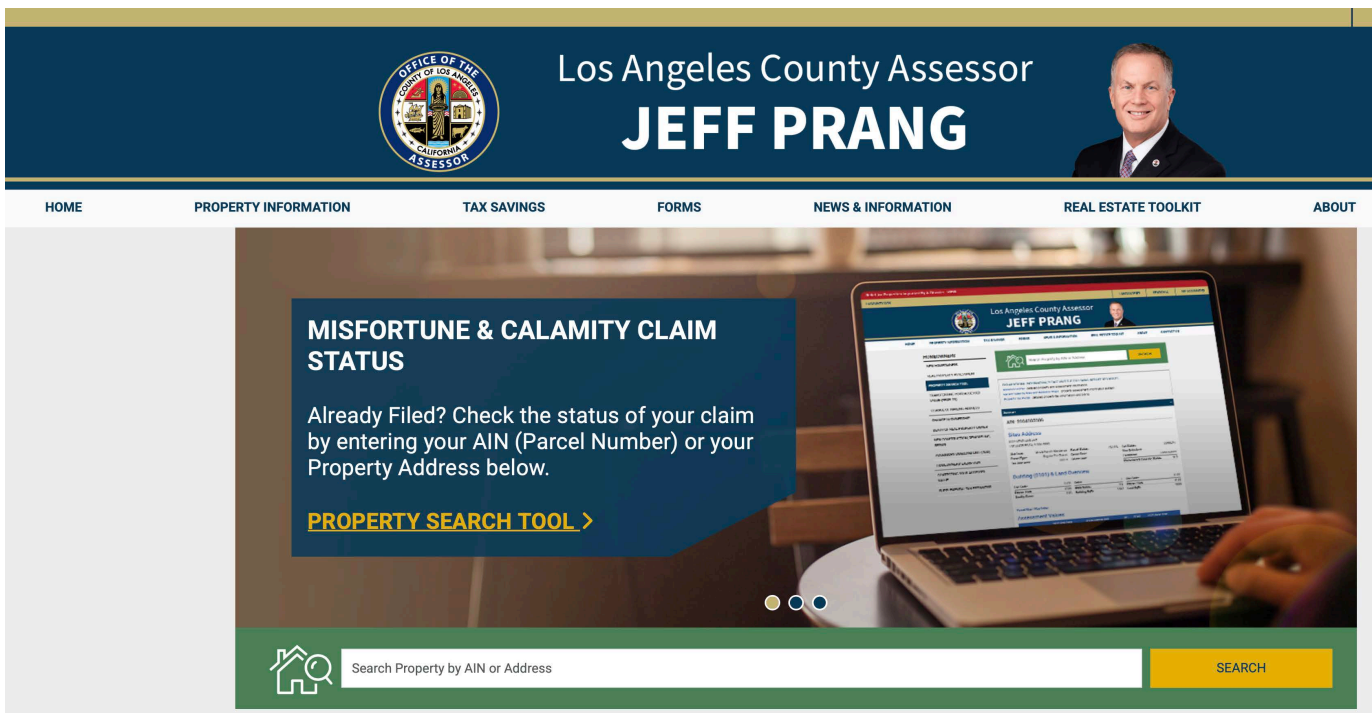 OFFICE OF THE
COUNTY OF LOS ANGELES
CALIFORNIA
ASSESSOR
Los Angeles County Assessor
JEFF PRANG
HOME PROPERTY INFORMATION TAX SAVINGS FORMS NEWS & INFORMATION REAL ESTATE TOOLKIT ABOUT
MISFORTUNE & CALAMITY CLAIM
STATUS
Already Filed? Check the status of your claim
by entering your AIN (Parcel Number) or your
Property Address below.
PROPERTY SEARCH TOOL >
Los Angeles County Assessor
JEFF PRANG
Search Property by AIN or Address
SEARCH